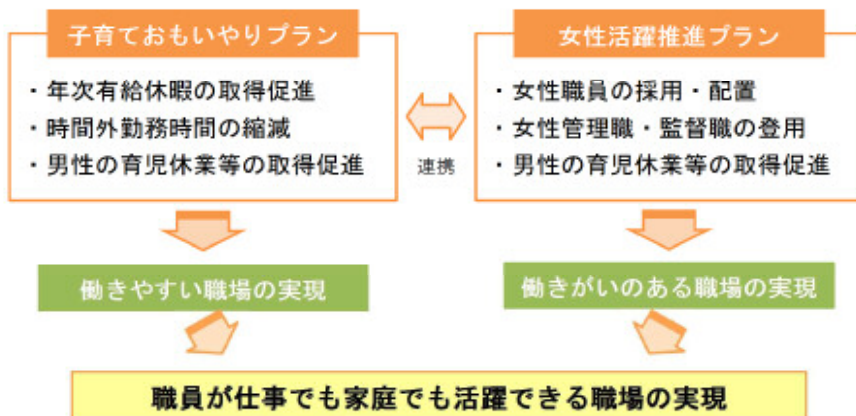 子育ておもいやりプラン
・年次有給休暇の取得促進
・時間外勤務時間の縮減
・男性の育児休業等の取得促進
連携
女性活躍推進プラン
・女性職員の採用・配置
・女性管理職・監督職の登用
・男性の育児休業等の取得促進
働きやすい職場の実現
働きがいのある職場の実現
職員が仕事でも家庭でも活躍できる職場の実現